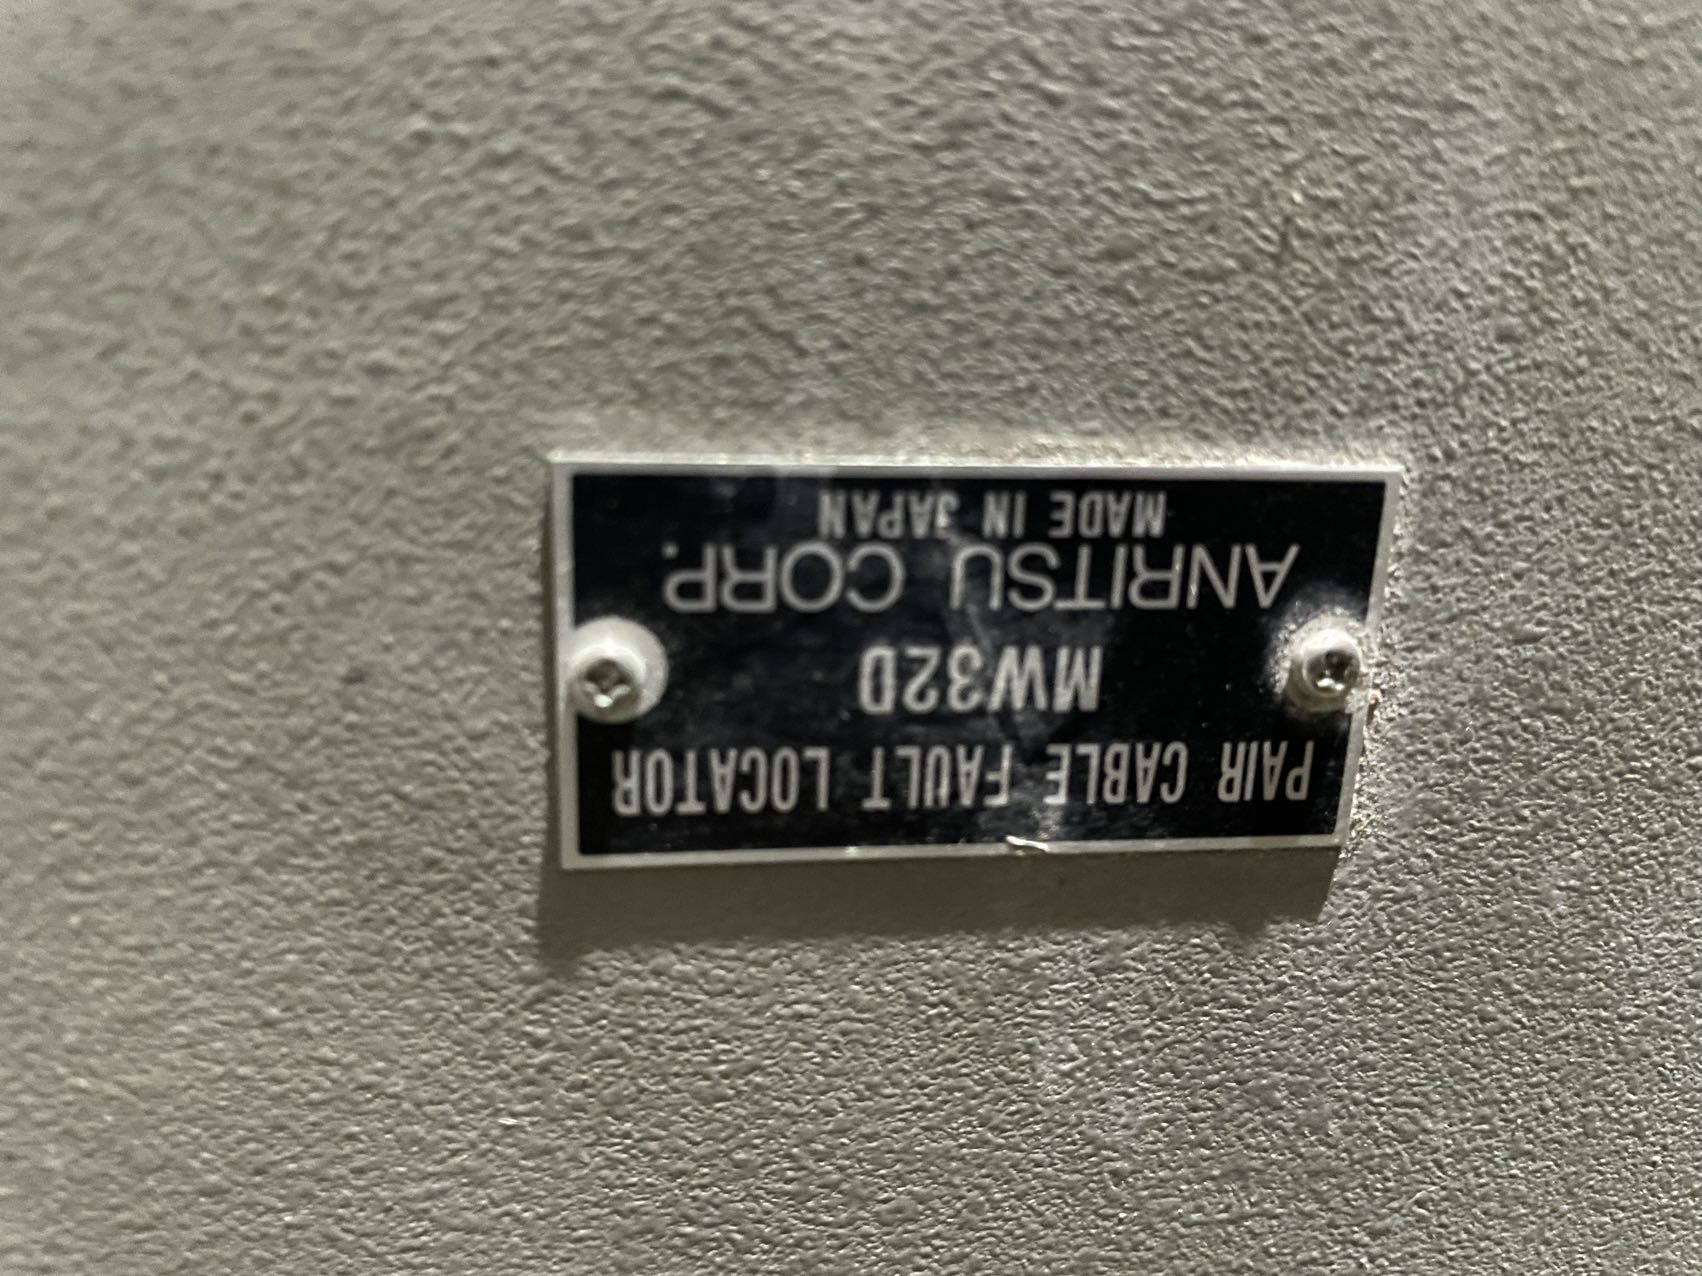 PAIR CABLE FAULT LOCATOR
MW32D
ANRITSU CORP.
MADE IN JAPAN